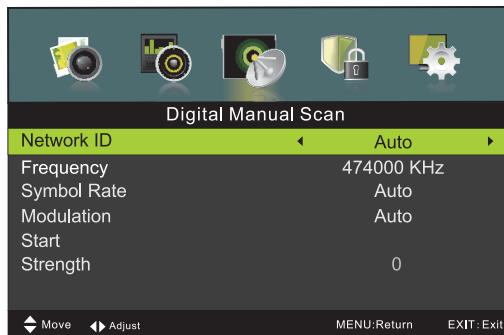 Digital Manual Scan
Network ID Auto
Frequency 474000 KHz
Symbol Rate Auto
Modulation Auto
Start
Strength 0
Move Adjust MENU:Return EXIT:Exit